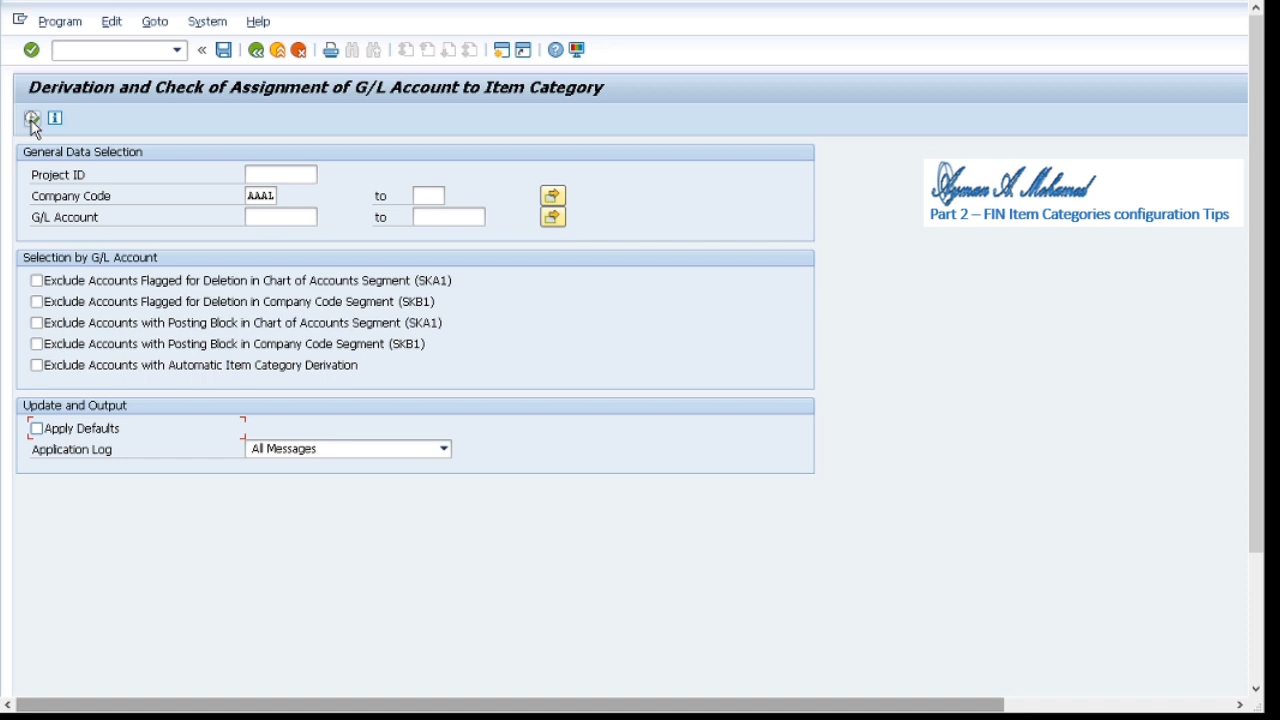 Program Edit Goto System Help
Derivation and Check of Assignment of G/L Account to Item Category
General Data Selection
Project ID
Company Code AAAL to
G/L Account to
Ayman A. Mohamed
Part 2 – FIN Item Categories configuration Tips
Selection by G/L Account
Exclude Accounts Flagged for Deletion in Chart of Accounts Segment (SKA1)
Exclude Accounts Flagged for Deletion in Company Code Segment (SKB1)
Exclude Accounts with Posting Block in Chart of Accounts Segment (SKA1)
Exclude Accounts with Posting Block in Company Code Segment (SKB1)
Exclude Accounts with Automatic Item Category Derivation
Update and Output
Apply Defaults
Application Log All Messages